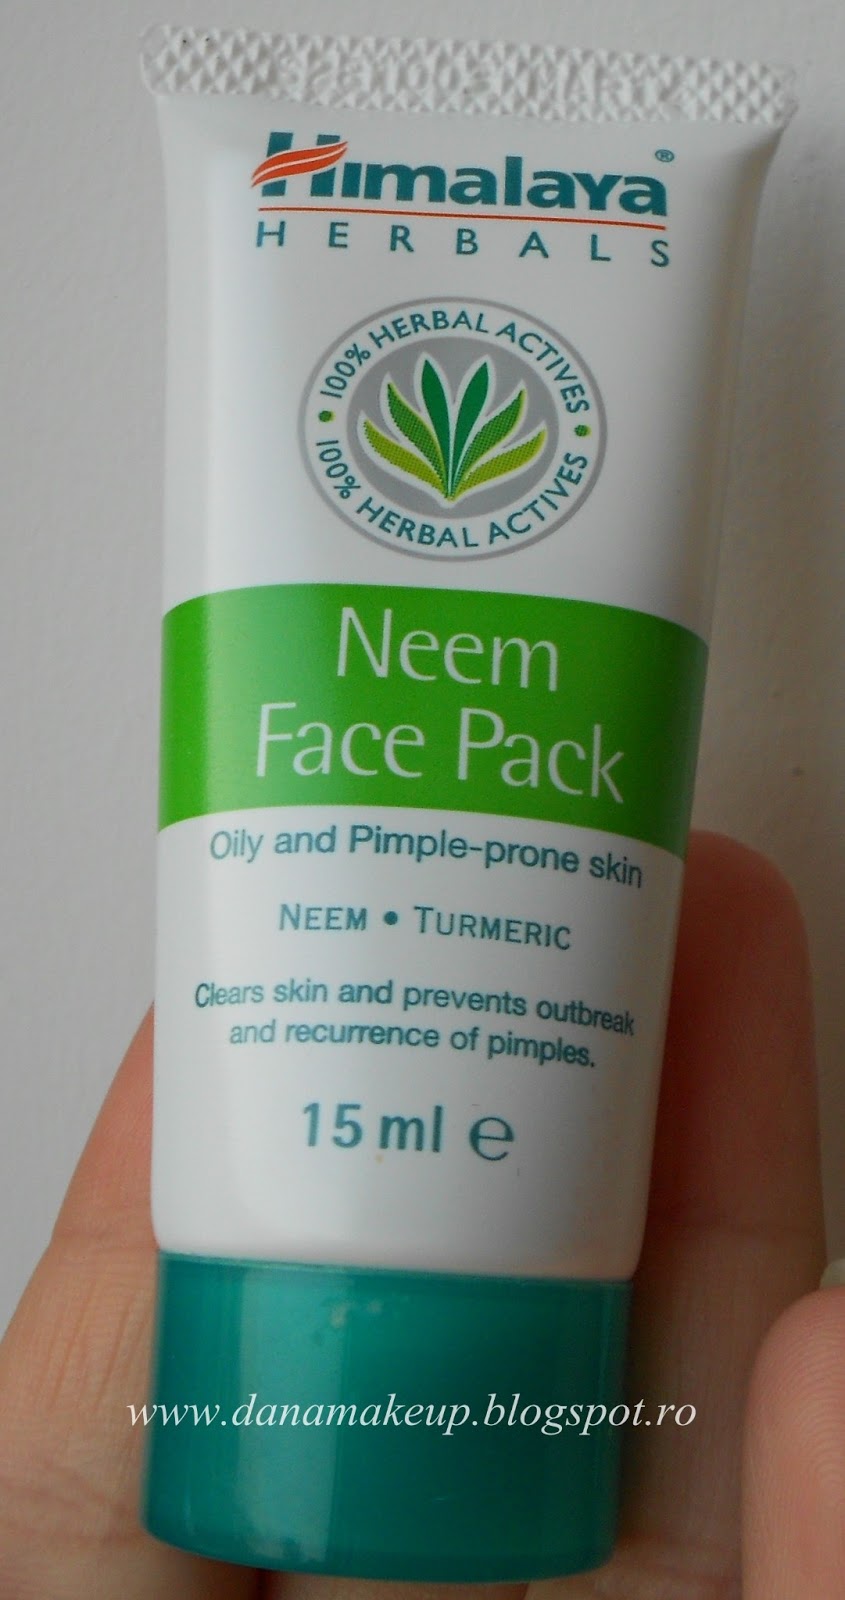 Himalaya®
HERBALS
100% HERBAL ACTIVES
100% HERBAL ACTIVES
Neem
Face Pack
Oily and Pimple-prone skin
NEEM • TURMERIC
Clears skin and prevents outbreak
and recurrence of pimples.
15 ml ℮
www.danamakeup.blogspot.ro